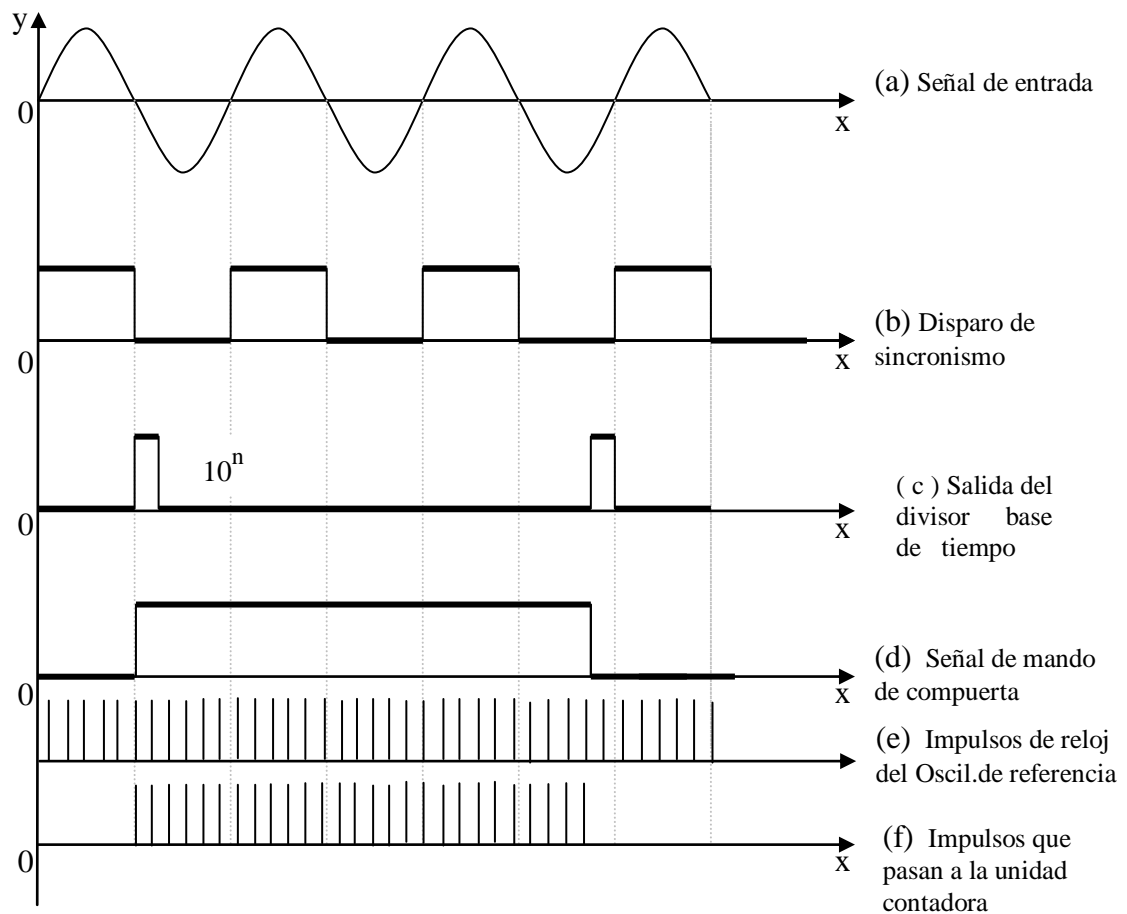 y
(a) Señal de entrada
0
x
(b) Disparo de
sincronismo
0
x
10^n
( c ) Salida del
divisor base
de tiempo
0
x
(d) Señal de mando
de compuerta
0
x
(e) Impulsos de reloj
del Oscil.de referencia
(f) Impulsos que
pasan a la unidad
contadora
0
x